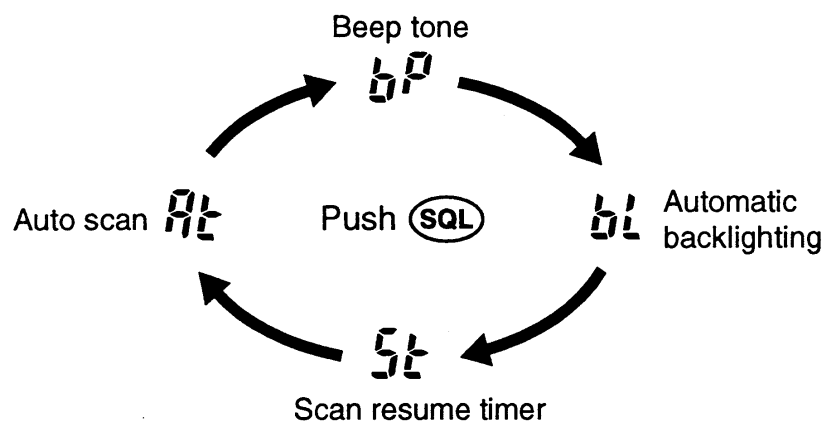 Beep tone
bP
Auto scan At
Push SQL
bL Automatic
backlighting
St
Scan resume timer